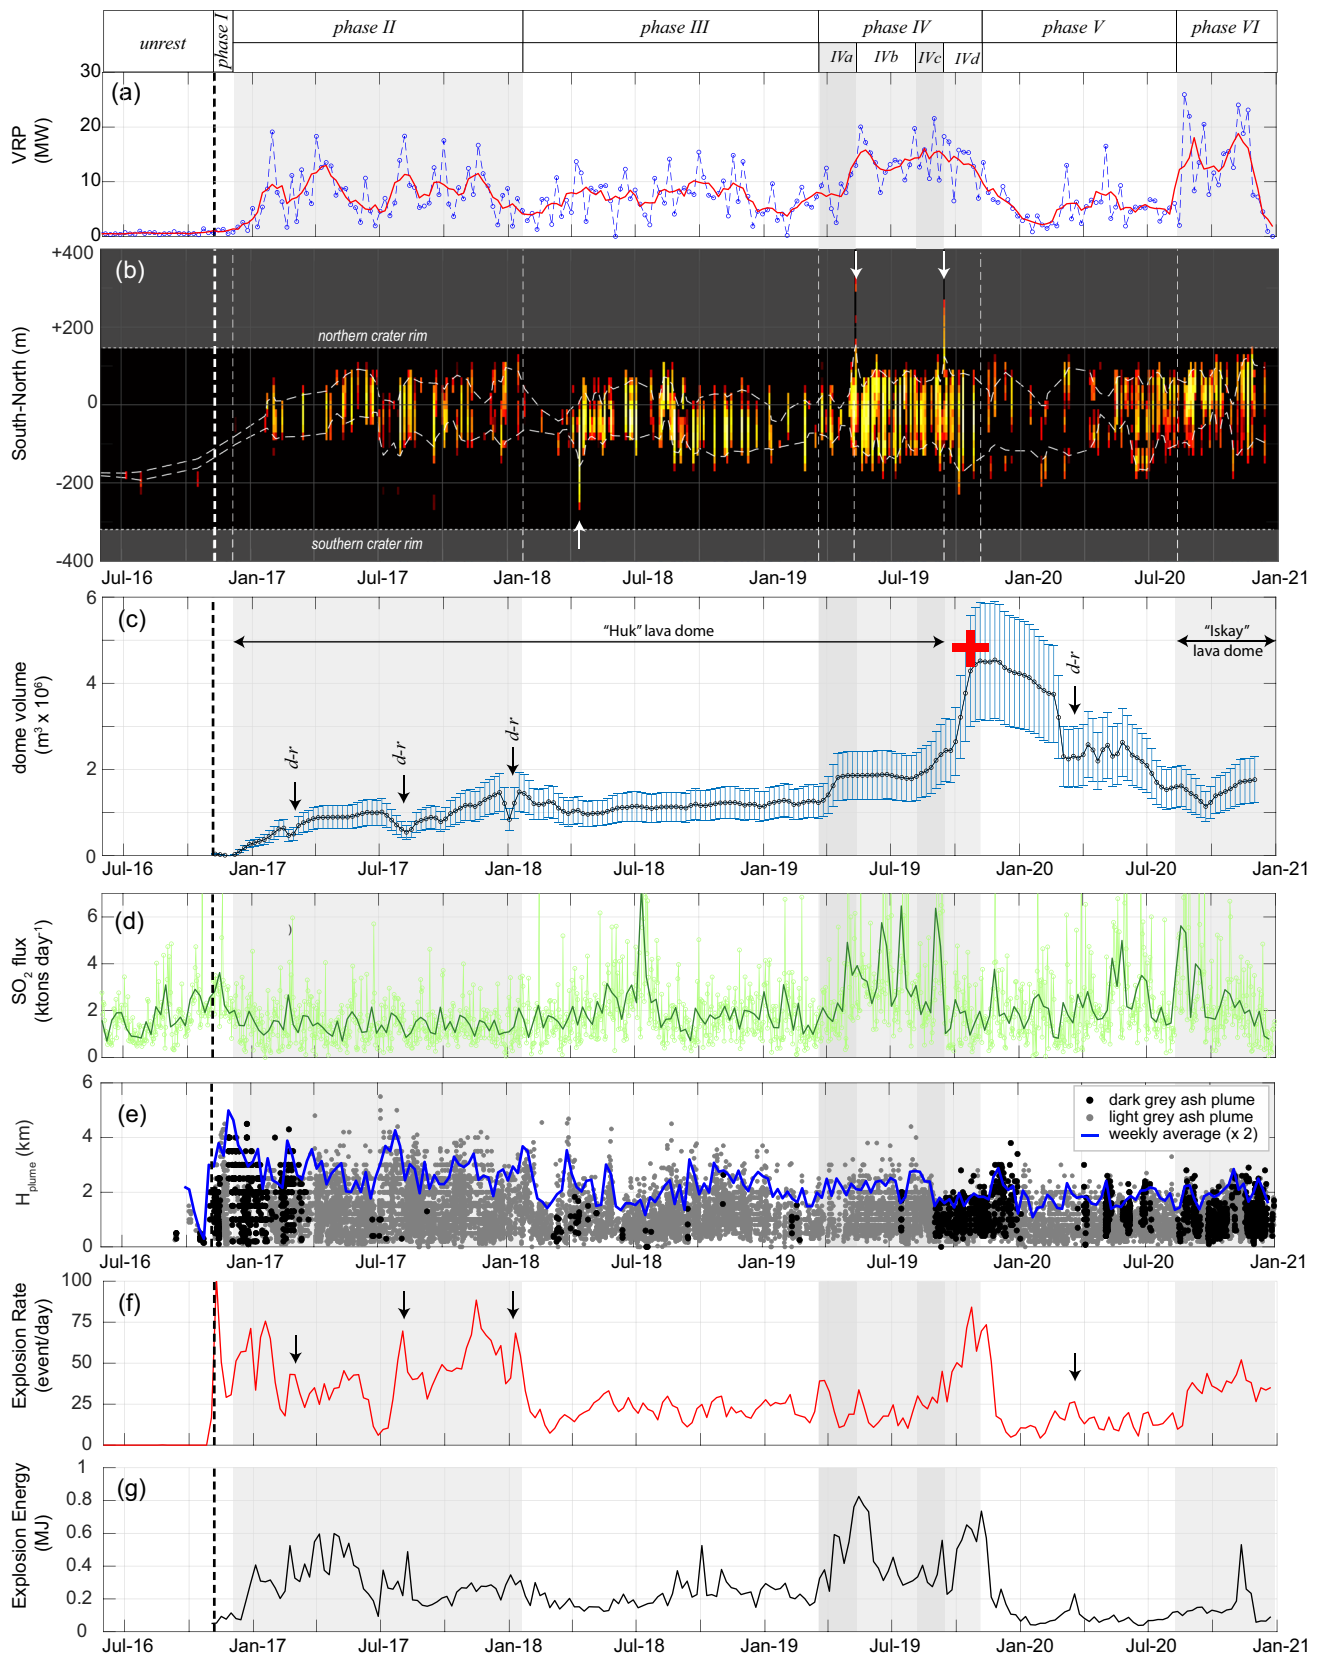 unrest
phase I
phase II
phase III
phase IV
phase V
phase VI
IVa
IVb
IVc
IVd
(a)
VRP
(MW)
30
20
10
0
(b)
South-North (m)
+400
+200
0
-200
-400
northern crater rim
southern crater rim
Jul-16
Jan-17
Jul-17
Jan-18
Jul-18
Jan-19
Jul-19
Jan-20
Jul-20
Jan-21
(c)
dome volume
(m³ x 10⁶)
6
4
2
0
"Huk" lava dome
"Iskay"
lava dome
d-r
d-r
d-r
d-r
Jul-16
Jan-17
Jul-17
Jan-18
Jul-18
Jan-19
Jul-19
Jan-20
Jul-20
Jan-21
(d)
SO₂ flux
(ktons day⁻¹)
6
4
2
0
)
(e)
Hplume (km)
6
4
2
0
dark grey ash plume
light grey ash plume
weekly average (x 2)
Jul-16
Jan-17
Jul-17
Jan-18
Jul-18
Jan-19
Jul-19
Jan-20
Jul-20
Jan-21
(f)
Explosion Rate
(event/day)
100
75
50
25
0
(g)
Explosion Energy
(MJ)
1
0.8
0.6
0.4
0.2
0
Jul-16
Jan-17
Jul-17
Jan-18
Jul-18
Jan-19
Jul-19
Jan-20
Jul-20
Jan-21